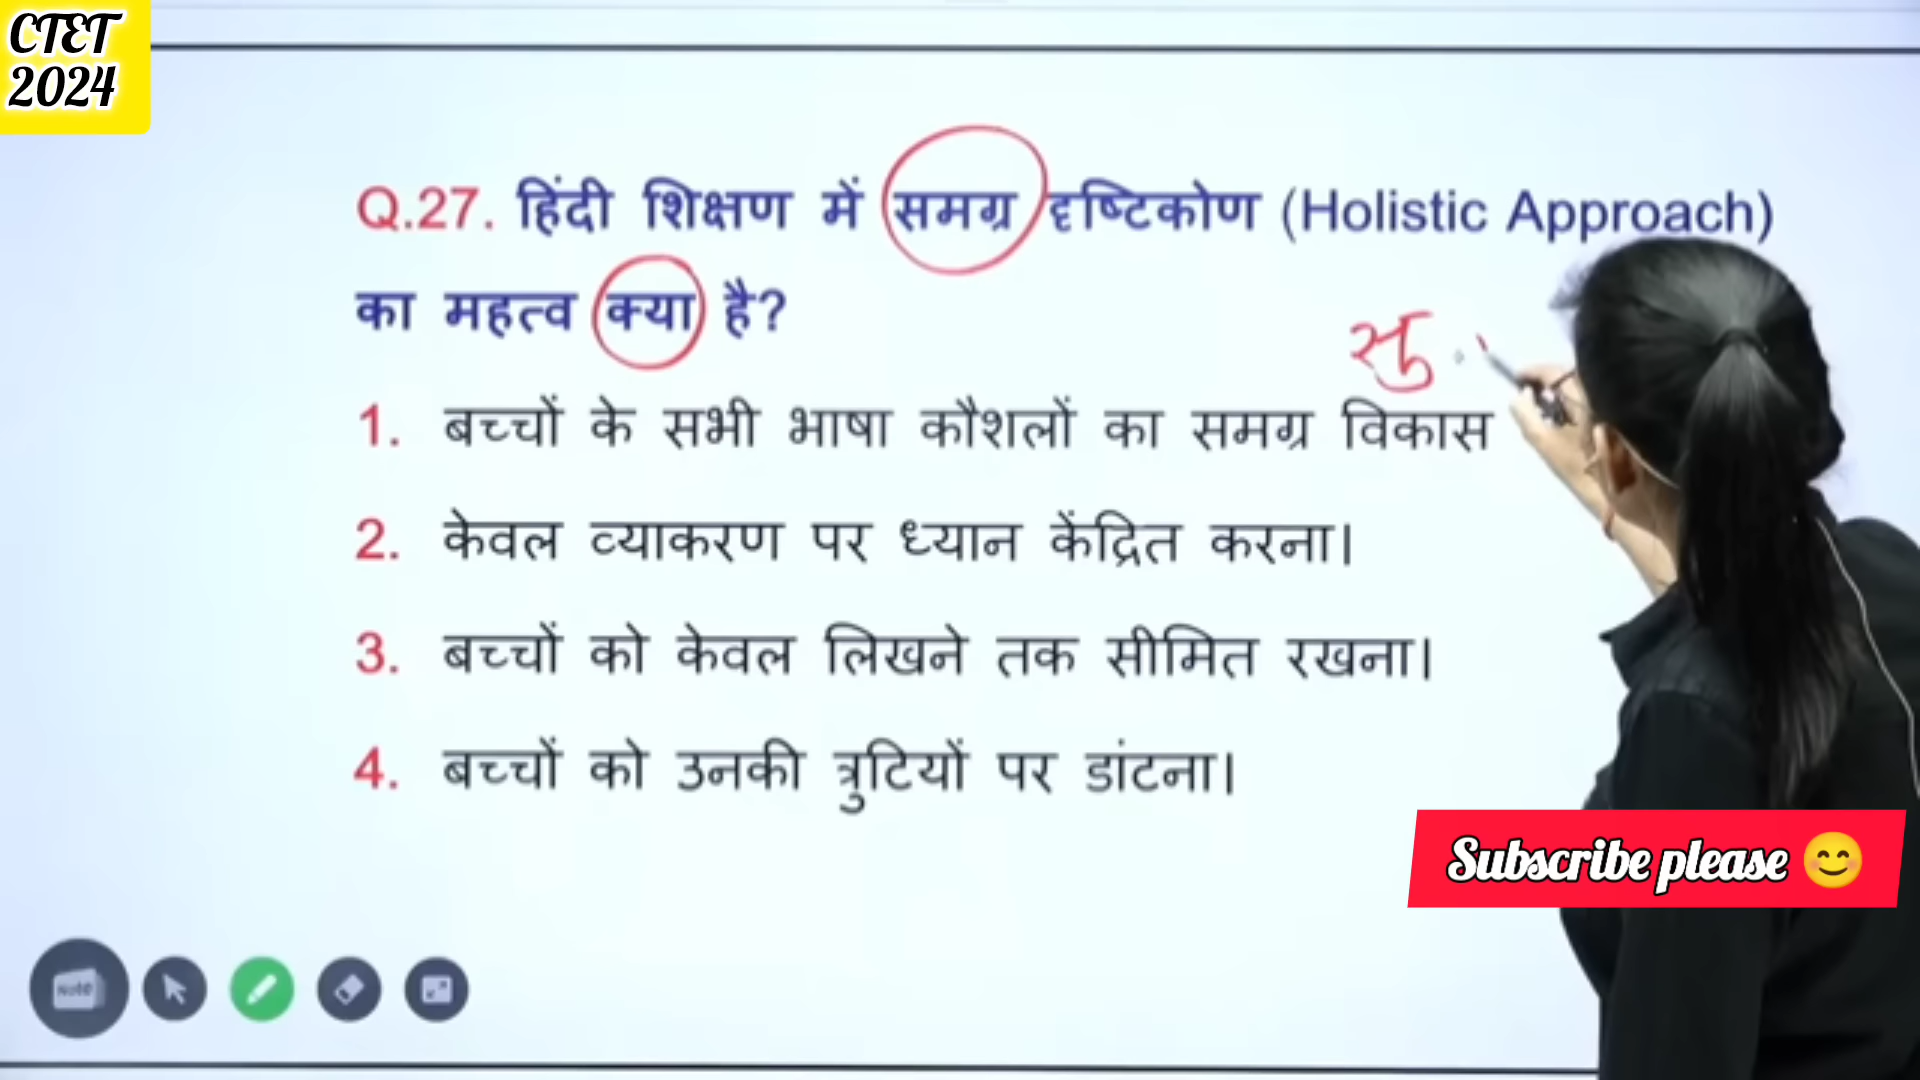 CTET
2024
Q.27. हिंदी शिक्षण में समग्र दृष्टिकोण (Holistic Approach)
का महत्व क्या है?
सु
1. बच्चों के सभी भाषा कौशलों का समग्र विकास
2. केवल व्याकरण पर ध्यान केंद्रित करना।
3. बच्चों को केवल लिखने तक सीमित रखना।
4. बच्चों को उनकी त्रुटियों पर डांटना।
Subscribe please 😊
Note